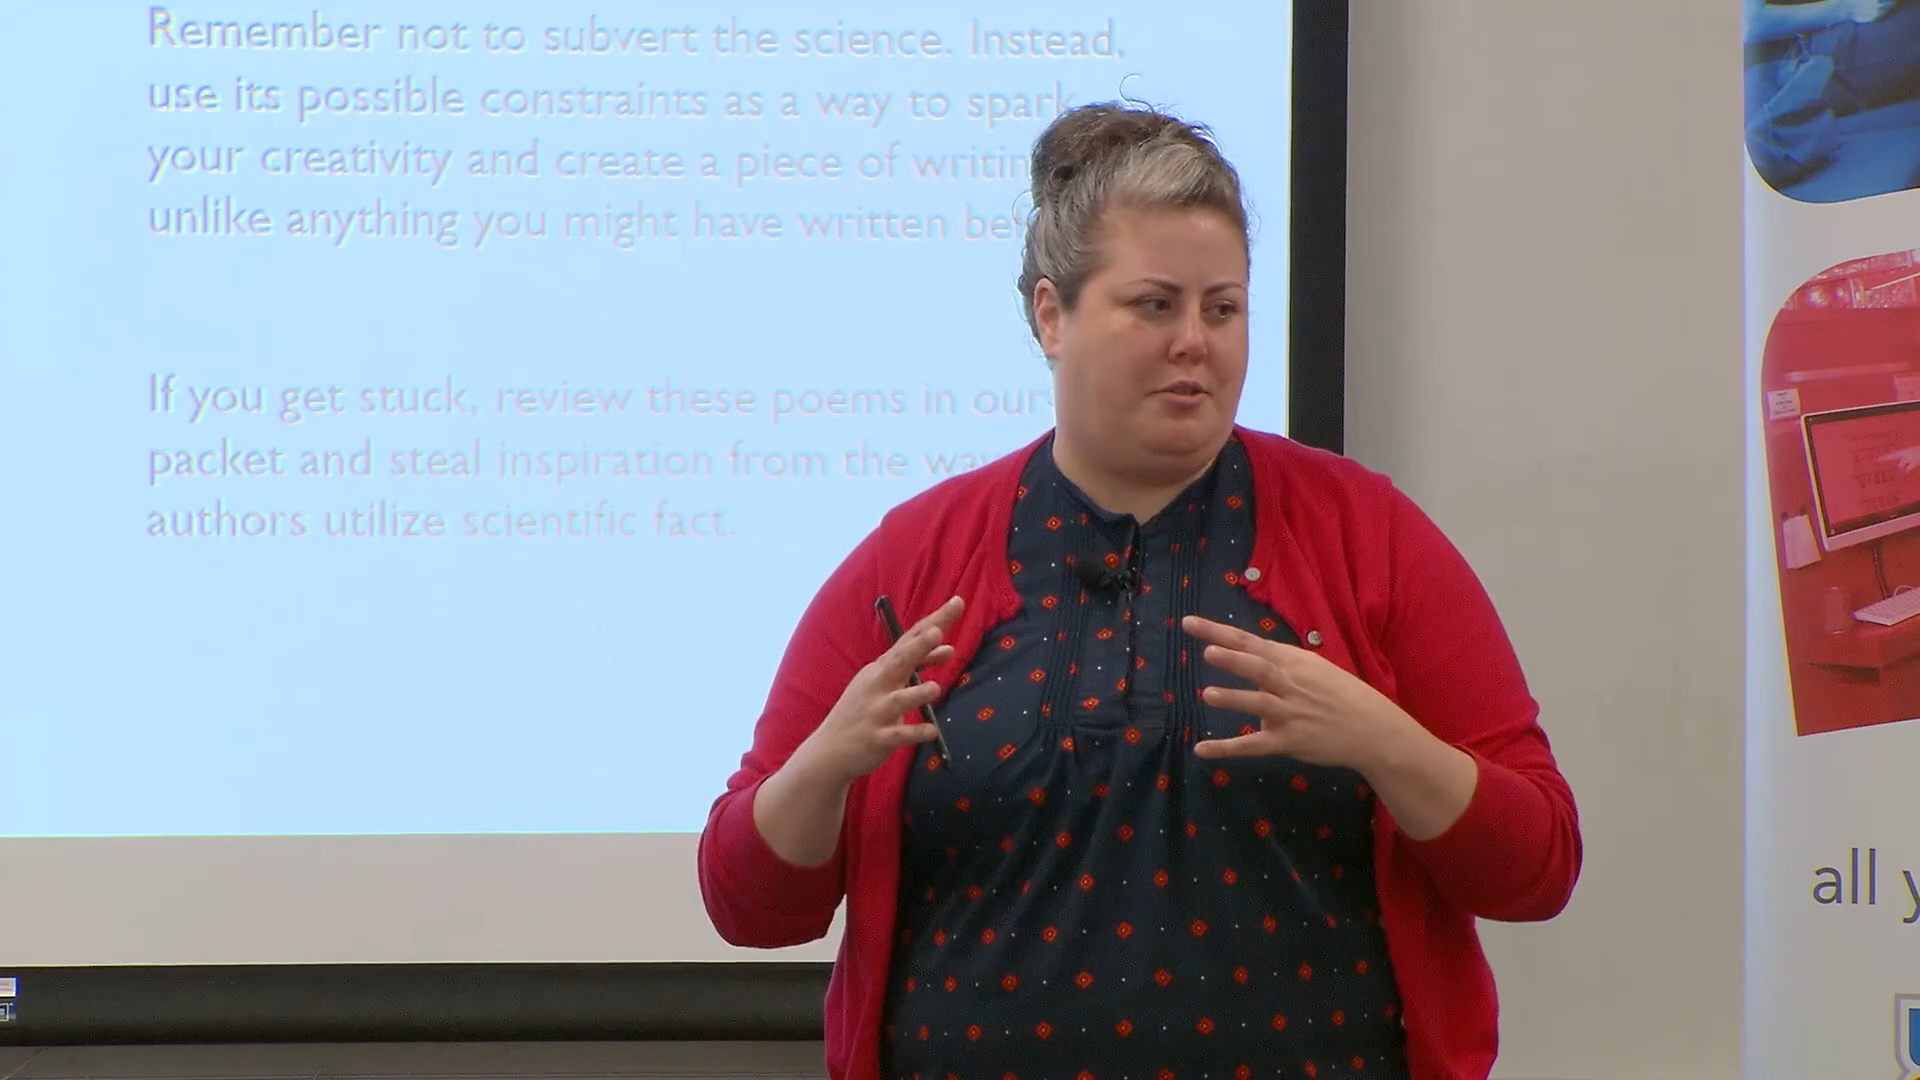 Remember not to subvert the science. Instead,
use its possible constraints as a way to spark
your creativity and create a piece of writin
unlike anything you might have written bef
If you get stuck, review these poems in our
packet and steal inspiration from the way
authors utilize scientific fact.
all y